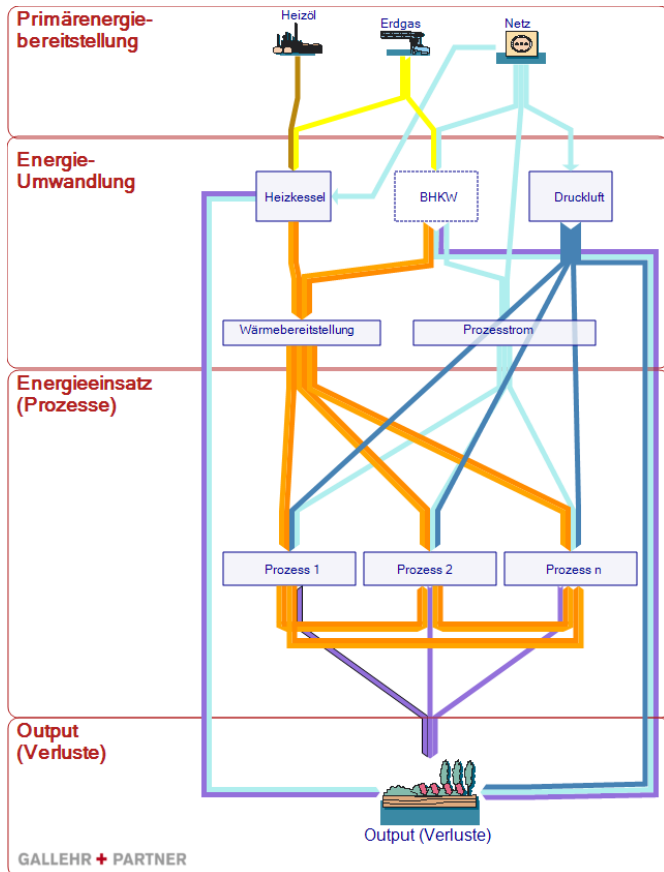 Primärenergie-
bereitstellung
Heizöl
Erdgas
Netz
Energie-
Umwandlung
Heizkessel
BHKW
Druckluft
Wärmebereitstellung
Prozesstrom
Energieeinsatz
(Prozesse)
Prozess 1
Prozess 2
Prozess n
Output
(Verluste)
Output (Verluste)
GALLEHR + PARTNER